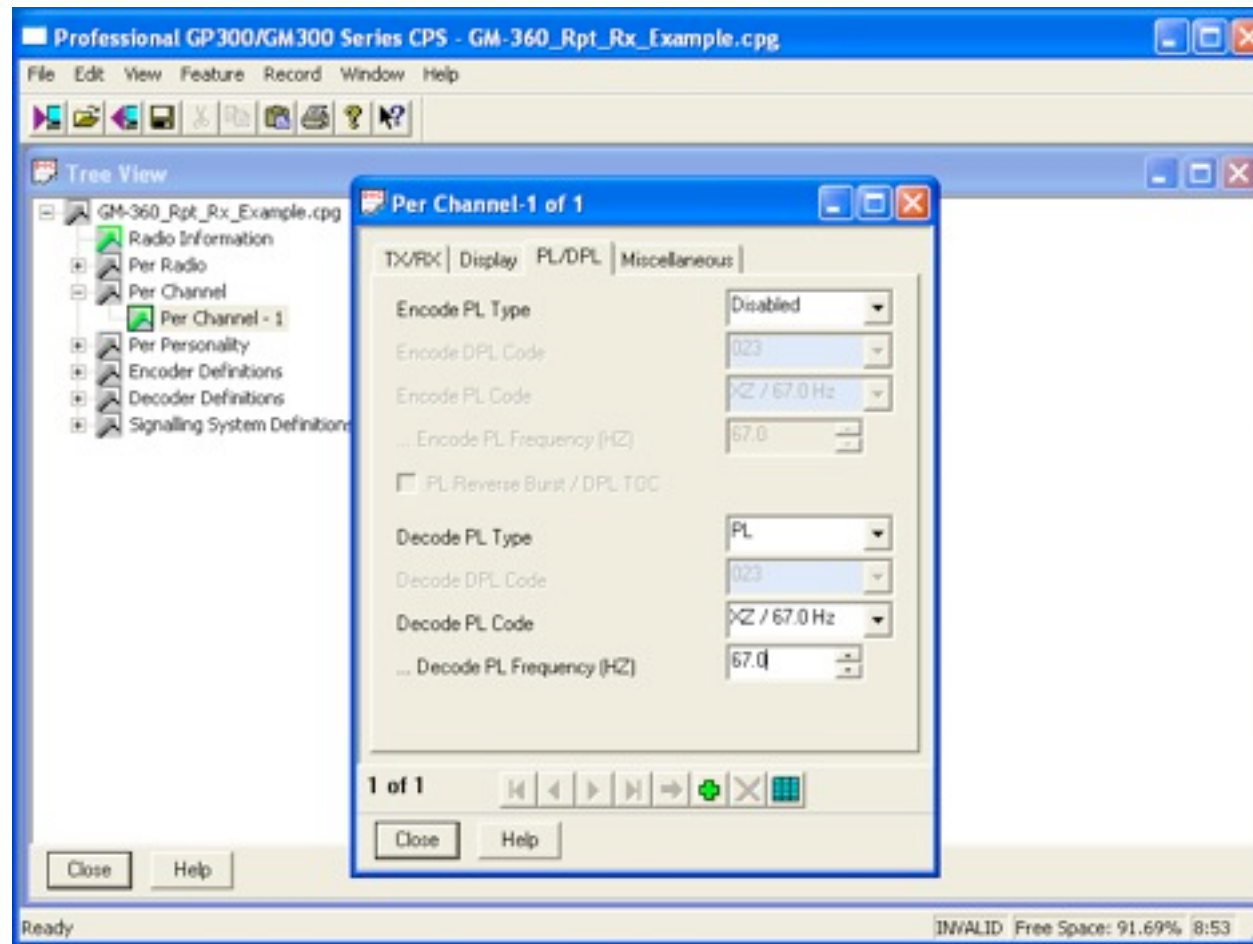 Professional GP300/GM300 Series CPS - GM-360_Rpt_Rx_Example.cpg
File Edit View Feature Record Window Help
Tree View
GM-360_Rpt_Rx_Example.cpg
Radio Information
Per Radio
Per Channel
Per Channel - 1
Per Personality
Encoder Definitions
Decoder Definitions
Signalling System Definitions
Close Help
Per Channel-1 of 1
TX/RX Display PL/DPL Miscellaneous
Encode PL Type Disabled
Encode DPL Code 023
Encode PL Code XZ / 67.0 Hz
... Encode PL Frequency (HZ) 67.0
PL Reverse Burst / DPL TOC
Decode PL Type PL
Decode DPL Code 023
Decode PL Code XZ / 67.0 Hz
... Decode PL Frequency (HZ) 67.0
1 of 1
Close Help
Ready INVALID Free Space: 91.69% 8:53